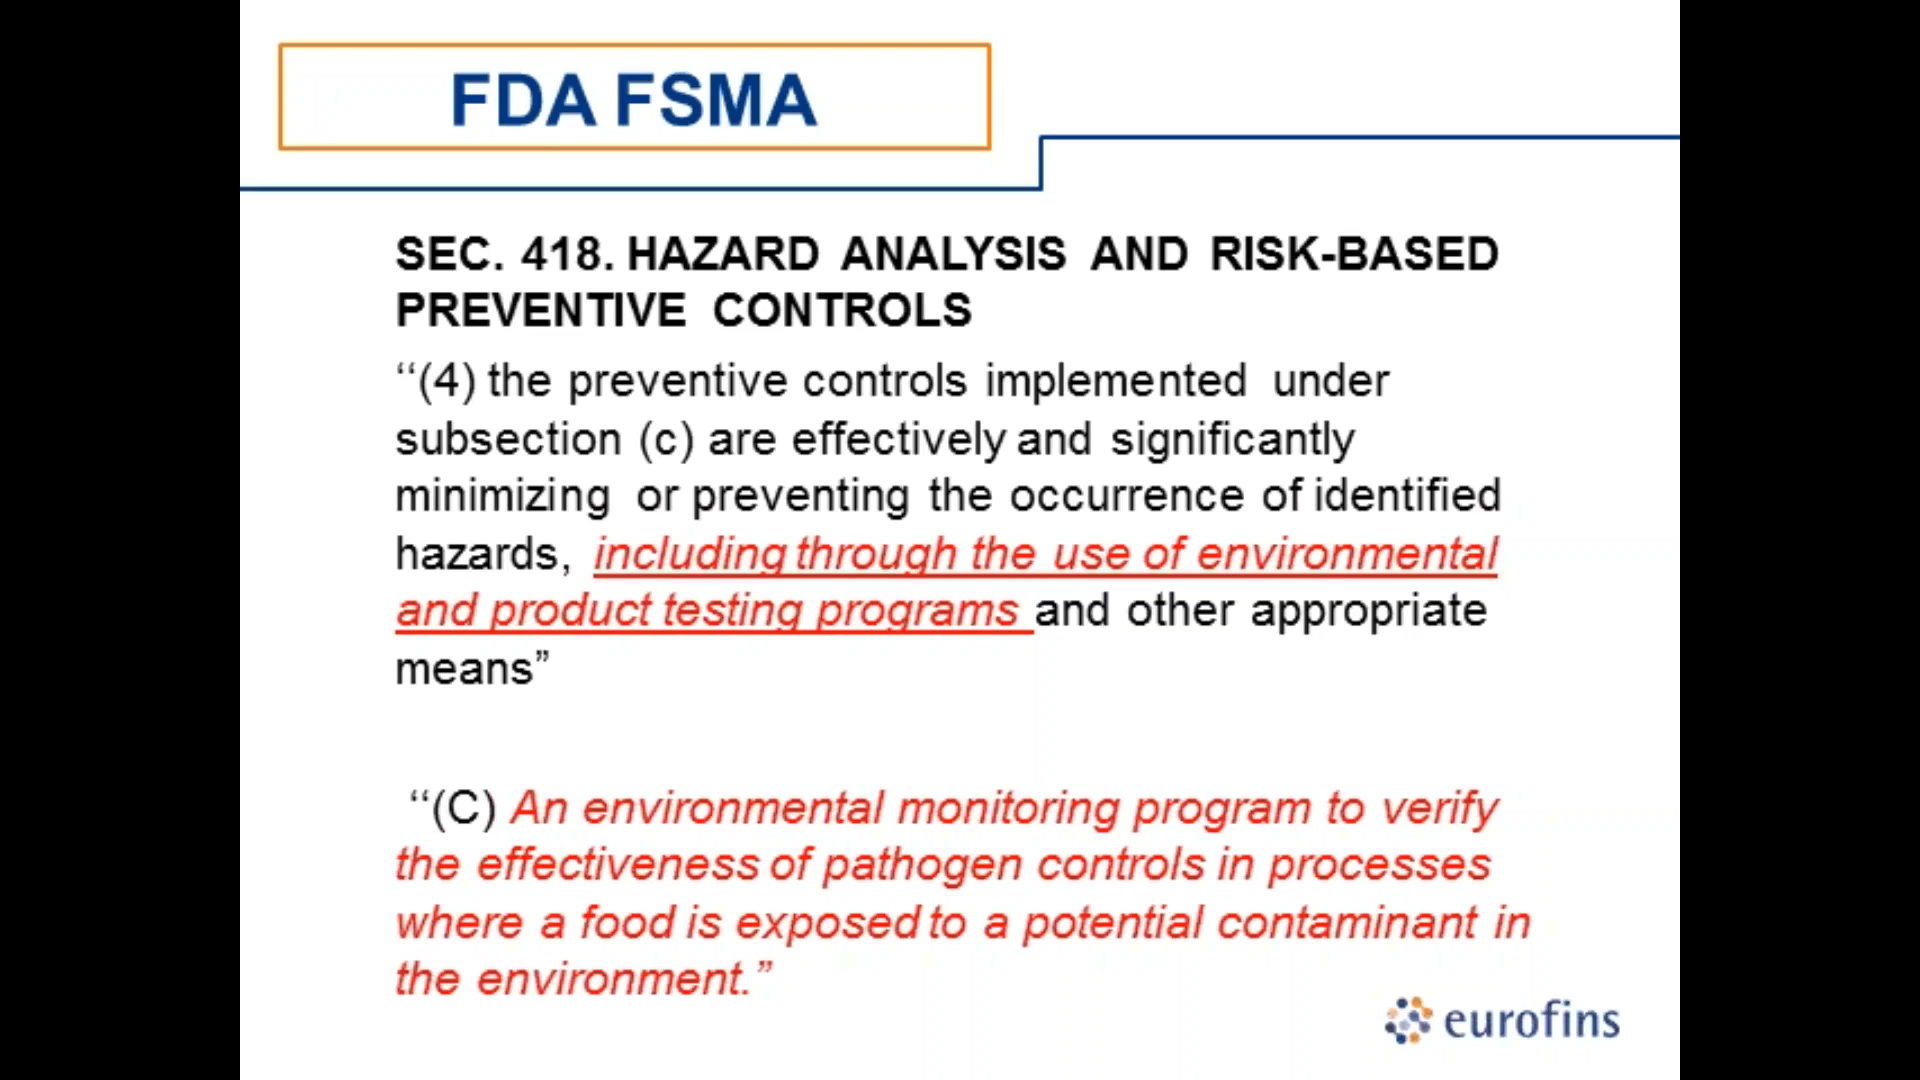 FDA FSMA
SEC. 418. HAZARD ANALYSIS AND RISK-BASED
PREVENTIVE CONTROLS
‘‘(4) the preventive controls implemented under
subsection (c) are effectively and significantly
minimizing or preventing the occurrence of identified
hazards, including through the use of environmental
and product testing programs and other appropriate
means”
‘‘(C) An environmental monitoring program to verify
the effectiveness of pathogen controls in processes
where a food is exposed to a potential contaminant in
the environment.”
eurofins